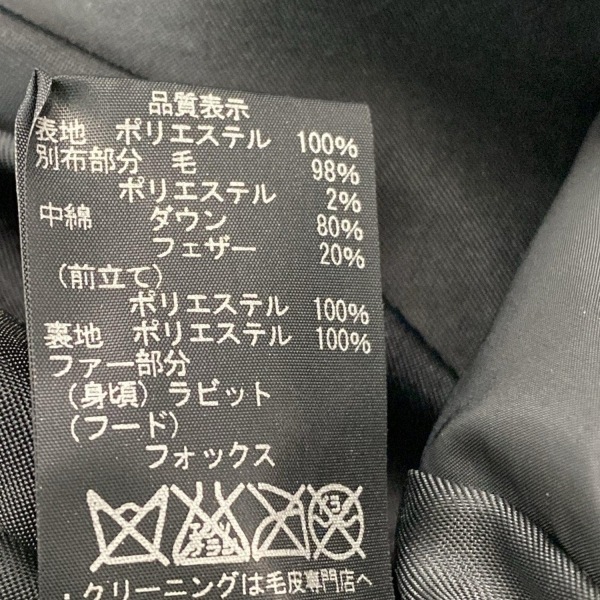 品質表示
表地 ポリエステル 100%
別布部分 毛 98%
ポリエステル 2%
中綿 ダウン 80%
フェザー 20%
(前立て)
ポリエステル 100%
裏地 ポリエステル 100%
ファー部分
(身頃) ラビット
(フード)
フォックス
・クリーニングは毛皮専門店へ